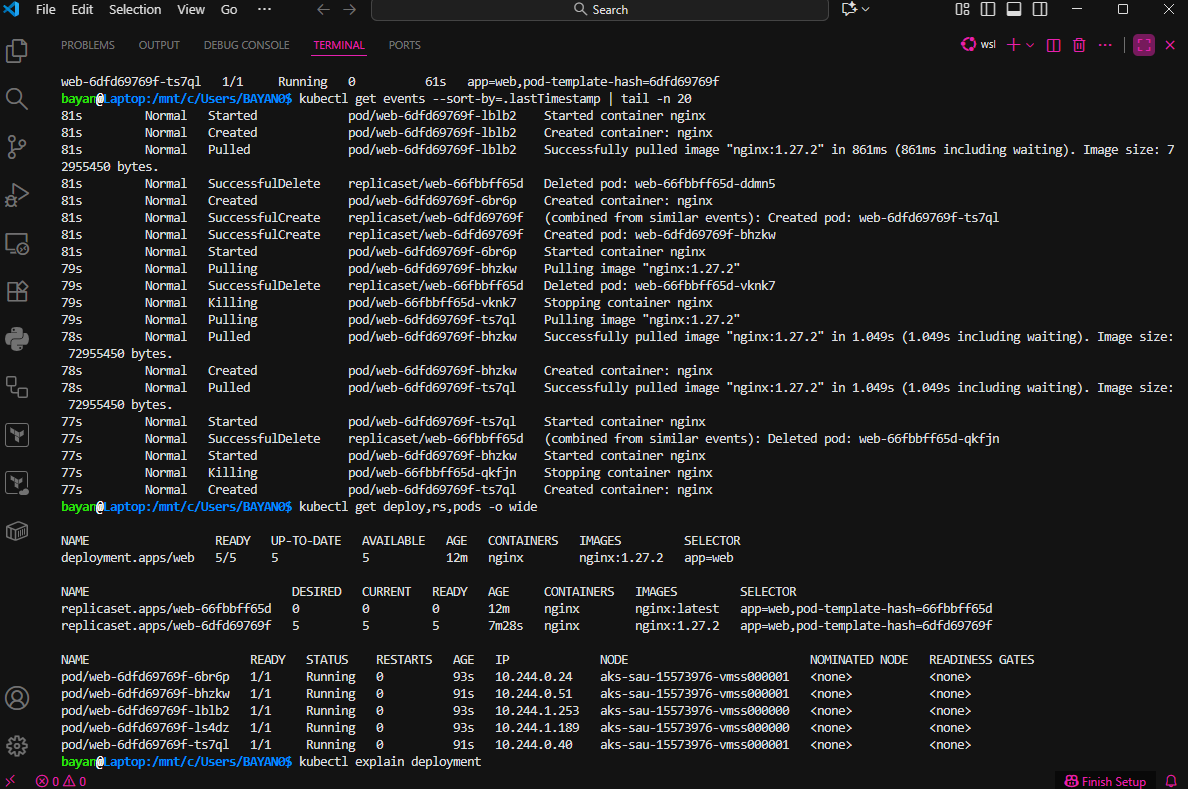 File Edit Selection View Go ··· Search
PROBLEMS OUTPUT DEBUG CONSOLE TERMINAL PORTS wsl
web-6dfd69769f-ts7ql 1/1 Running 0 61s app=web,pod-template-hash=6dfd69769f
bayan@Laptop:/mnt/c/Users/BAYAN0$ kubectl get events --sort-by=.lastTimestamp | tail -n 20
81s Normal Started pod/web-6dfd69769f-lblb2 Started container nginx
81s Normal Created pod/web-6dfd69769f-lblb2 Created container: nginx
81s Normal Pulled pod/web-6dfd69769f-lblb2 Successfully pulled image "nginx:1.27.2" in 861ms (861ms including waiting). Image size: 7
2955450 bytes.
81s Normal SuccessfulDelete replicaset/web-66fbbff65d Deleted pod: web-66fbbff65d-ddmn5
81s Normal Created pod/web-6dfd69769f-6br6p Created container: nginx
81s Normal SuccessfulCreate replicaset/web-6dfd69769f (combined from similar events): Created pod: web-6dfd69769f-ts7ql
81s Normal SuccessfulCreate replicaset/web-6dfd69769f Created pod: web-6dfd69769f-bhzkw
81s Normal Started pod/web-6dfd69769f-6br6p Started container nginx
79s Normal Pulling pod/web-6dfd69769f-bhzkw Pulling image "nginx:1.27.2"
79s Normal SuccessfulDelete replicaset/web-66fbbff65d Deleted pod: web-66fbbff65d-vknk7
79s Normal Killing pod/web-66fbbff65d-vknk7 Stopping container nginx
79s Normal Pulling pod/web-6dfd69769f-ts7ql Pulling image "nginx:1.27.2"
78s Normal Pulled pod/web-6dfd69769f-bhzkw Successfully pulled image "nginx:1.27.2" in 1.049s (1.049s including waiting). Image size:
72955450 bytes.
78s Normal Created pod/web-6dfd69769f-bhzkw Created container: nginx
78s Normal Pulled pod/web-6dfd69769f-ts7ql Successfully pulled image "nginx:1.27.2" in 1.049s (1.049s including waiting). Image size:
72955450 bytes.
77s Normal Started pod/web-6dfd69769f-ts7ql Started container nginx
77s Normal SuccessfulDelete replicaset/web-66fbbff65d (combined from similar events): Deleted pod: web-66fbbff65d-qkfjn
77s Normal Started pod/web-6dfd69769f-bhzkw Started container nginx
77s Normal Killing pod/web-66fbbff65d-qkfjn Stopping container nginx
77s Normal Created pod/web-6dfd69769f-ts7ql Created container: nginx
bayan@Laptop:/mnt/c/Users/BAYAN0$ kubectl get deploy,rs,pods -o wide
NAME READY UP-TO-DATE AVAILABLE AGE CONTAINERS IMAGES SELECTOR
deployment.apps/web 5/5 5 5 12m nginx nginx:1.27.2 app=web
NAME DESIRED CURRENT READY AGE CONTAINERS IMAGES SELECTOR
replicaset.apps/web-66fbbff65d 0 0 0 12m nginx nginx:latest app=web,pod-template-hash=66fbbff65d
replicaset.apps/web-6dfd69769f 5 5 5 7m28s nginx nginx:1.27.2 app=web,pod-template-hash=6dfd69769f
NAME READY STATUS RESTARTS AGE IP NODE NOMINATED NODE READINESS GATES
pod/web-6dfd69769f-6br6p 1/1 Running 0 93s 10.244.0.24 aks-sau-15573976-vmss000001 <none> <none>
pod/web-6dfd69769f-bhzkw 1/1 Running 0 91s 10.244.0.51 aks-sau-15573976-vmss000001 <none> <none>
pod/web-6dfd69769f-lblb2 1/1 Running 0 93s 10.244.1.253 aks-sau-15573976-vmss000000 <none> <none>
pod/web-6dfd69769f-ls4dz 1/1 Running 0 93s 10.244.1.189 aks-sau-15573976-vmss000000 <none> <none>
pod/web-6dfd69769f-ts7ql 1/1 Running 0 91s 10.244.0.40 aks-sau-15573976-vmss000001 <none> <none>
bayan@Laptop:/mnt/c/Users/BAYAN0$ kubectl explain deployment
0 0 Finish Setup